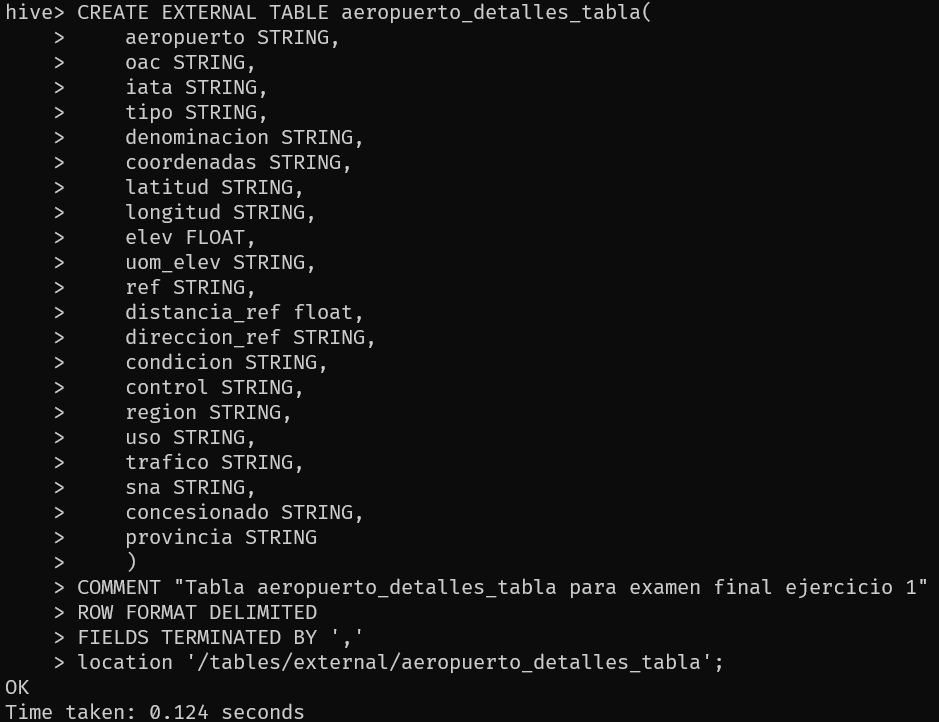 hive> CREATE EXTERNAL TABLE aeropuerto_detalles_tabla(
    >     aeropuerto STRING,
    >     oac STRING,
    >     iata STRING,
    >     tipo STRING,
    >     denominacion STRING,
    >     coordenadas STRING,
    >     latitud STRING,
    >     longitud STRING,
    >     elev FLOAT,
    >     uom_elev STRING,
    >     ref STRING,
    >     distancia_ref float,
    >     direccion_ref STRING,
    >     condicion STRING,
    >     control STRING,
    >     region STRING,
    >     uso STRING,
    >     trafico STRING,
    >     sna STRING,
    >     concesionado STRING,
    >     provincia STRING
    >     )
    > COMMENT "Tabla aeropuerto_detalles_tabla para examen final ejercicio 1"
    > ROW FORMAT DELIMITED
    > FIELDS TERMINATED BY ','
    > location '/tables/external/aeropuerto_detalles_tabla';
OK
Time taken: 0.124 seconds